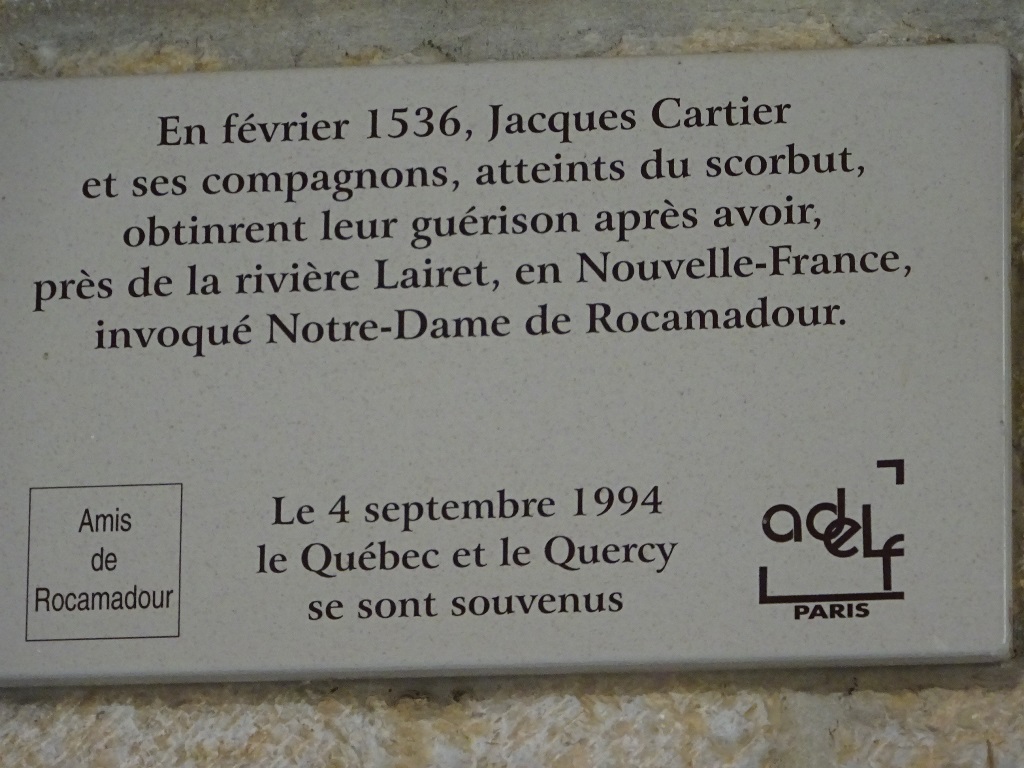 En février 1536, Jacques Cartier
et ses compagnons, atteints du scorbut,
obtinrent leur guérison après avoir,
près de la rivière Lairet, en Nouvelle-France,
invoqué Notre-Dame de Rocamadour.
Amis
de
Rocamadour
Le 4 septembre 1994
le Québec et le Quercy
se sont souvenus
adelf
PARIS